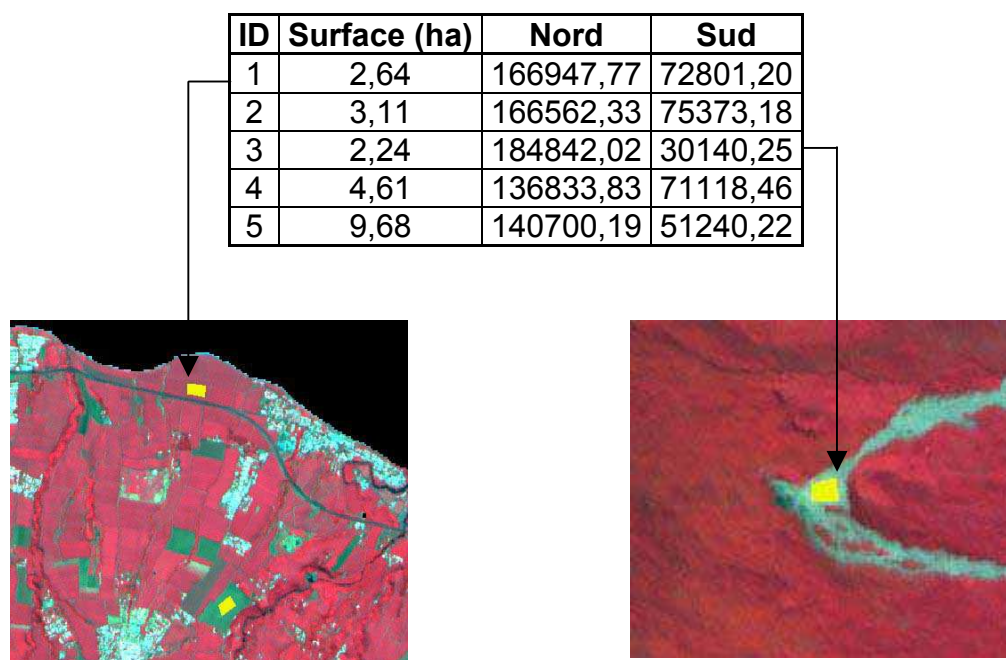 ID Surface (ha) Nord Sud
1 2,64 166947,77 72801,20
2 3,11 166562,33 75373,18
3 2,24 184842,02 30140,25
4 4,61 136833,83 71118,46
5 9,68 140700,19 51240,22